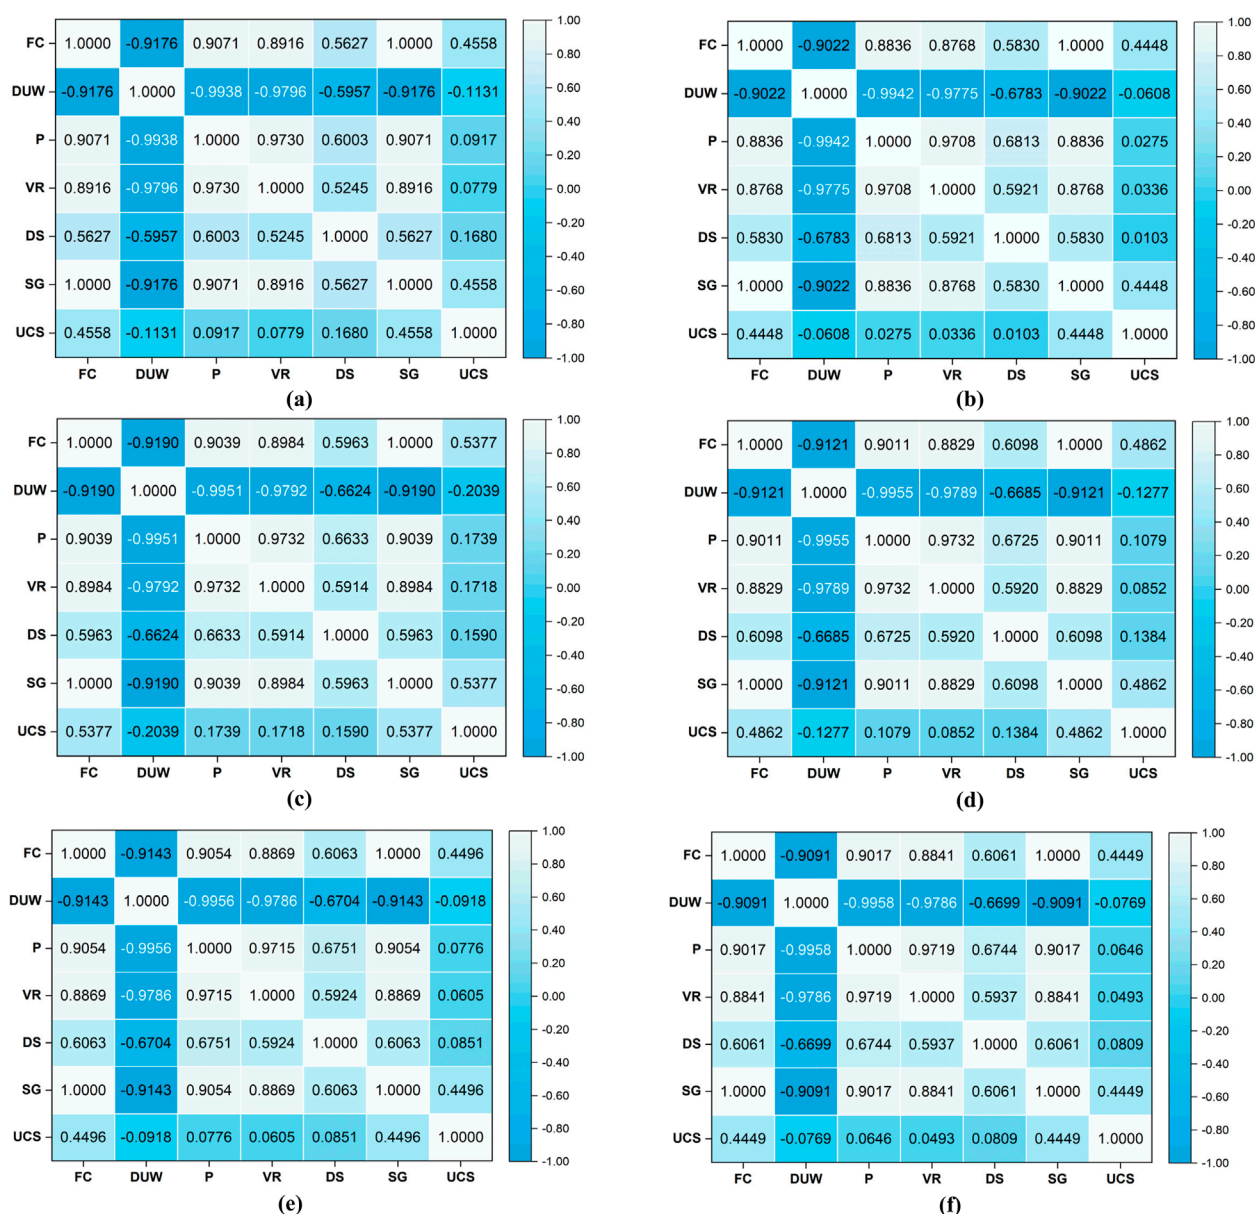 FC 1.0000 -0.9176 0.9071 0.8916 0.5627 1.0000 0.4558
DUW -0.9176 1.0000 -0.9938 -0.9796 -0.5957 -0.9176 -0.1131
P 0.9071 -0.9938 1.0000 0.9730 0.6003 0.9071 0.0917
VR 0.8916 -0.9796 0.9730 1.0000 0.5245 0.8916 0.0779
DS 0.5627 -0.5957 0.6003 0.5245 1.0000 0.5627 0.1680
SG 1.0000 -0.9176 0.9071 0.8916 0.5627 1.0000 0.4558
UCS 0.4558 -0.1131 0.0917 0.0779 0.1680 0.4558 1.0000
FC DUW P VR DS SG UCS
1.00
0.80
0.60
0.40
0.20
0.00
-0.20
-0.40
-0.60
-0.80
-1.00
(a)
FC 1.0000 -0.9022 0.8836 0.8768 0.5830 1.0000 0.4448
DUW -0.9022 1.0000 -0.9942 -0.9775 -0.6783 -0.9022 -0.0608
P 0.8836 -0.9942 1.0000 0.9708 0.6813 0.8836 0.0275
VR 0.8768 -0.9775 0.9708 1.0000 0.5921 0.8768 0.0336
DS 0.5830 -0.6783 0.6813 0.5921 1.0000 0.5830 0.0103
SG 1.0000 -0.9022 0.8836 0.8768 0.5830 1.0000 0.4448
UCS 0.4448 -0.0608 0.0275 0.0336 0.0103 0.4448 1.0000
FC DUW P VR DS SG UCS
1.00
0.80
0.60
0.40
0.20
0.00
-0.20
-0.40
-0.60
-0.80
-1.00
(b)
FC 1.0000 -0.9190 0.9039 0.8984 0.5963 1.0000 0.5377
DUW -0.9190 1.0000 -0.9951 -0.9792 -0.6624 -0.9190 -0.2039
P 0.9039 -0.9951 1.0000 0.9732 0.6633 0.9039 0.1739
VR 0.8984 -0.9792 0.9732 1.0000 0.5914 0.8984 0.1718
DS 0.5963 -0.6624 0.6633 0.5914 1.0000 0.5963 0.1590
SG 1.0000 -0.9190 0.9039 0.8984 0.5963 1.0000 0.5377
UCS 0.5377 -0.2039 0.1739 0.1718 0.1590 0.5377 1.0000
FC DUW P VR DS SG UCS
1.00
0.80
0.60
0.40
0.20
0.00
-0.20
-0.40
-0.60
-0.80
-1.00
(c)
FC 1.0000 -0.9121 0.9011 0.8829 0.6098 1.0000 0.4862
DUW -0.9121 1.0000 -0.9955 -0.9789 -0.6685 -0.9121 -0.1277
P 0.9011 -0.9955 1.0000 0.9732 0.6725 0.9011 0.1079
VR 0.8829 -0.9789 0.9732 1.0000 0.5920 0.8829 0.0852
DS 0.6098 -0.6685 0.6725 0.5920 1.0000 0.6098 0.1384
SG 1.0000 -0.9121 0.9011 0.8829 0.6098 1.0000 0.4862
UCS 0.4862 -0.1277 0.1079 0.0852 0.1384 0.4862 1.0000
FC DUW P VR DS SG UCS
1.00
0.80
0.60
0.40
0.20
0.00
-0.20
-0.40
-0.60
-0.80
-1.00
(d)
FC 1.0000 -0.9143 0.9054 0.8869 0.6063 1.0000 0.4496
DUW -0.9143 1.0000 -0.9956 -0.9786 -0.6704 -0.9143 -0.0918
P 0.9054 -0.9956 1.0000 0.9715 0.6751 0.9054 0.0776
VR 0.8869 -0.9786 0.9715 1.0000 0.5924 0.8869 0.0605
DS 0.6063 -0.6704 0.6751 0.5924 1.0000 0.6063 0.0851
SG 1.0000 -0.9143 0.9054 0.8869 0.6063 1.0000 0.4496
UCS 0.4496 -0.0918 0.0776 0.0605 0.0851 0.4496 1.0000
FC DUW P VR DS SG UCS
1.00
0.80
0.60
0.40
0.20
0.00
-0.20
-0.40
-0.60
-0.80
-1.00
(e)
FC 1.0000 -0.9091 0.9017 0.8841 0.6061 1.0000 0.4449
DUW -0.9091 1.0000 -0.9958 -0.9786 -0.6699 -0.9091 -0.0769
P 0.9017 -0.9958 1.0000 0.9719 0.6744 0.9017 0.0646
VR 0.8841 -0.9786 0.9719 1.0000 0.5937 0.8841 0.0493
DS 0.6061 -0.6699 0.6744 0.5937 1.0000 0.6061 0.0809
SG 1.0000 -0.9091 0.9017 0.8841 0.6061 1.0000 0.4449
UCS 0.4449 -0.0769 0.0646 0.0493 0.0809 0.4449 1.0000
FC DUW P VR DS SG UCS
1.00
0.80
0.60
0.40
0.20
0.00
-0.20
-0.40
-0.60
-0.80
-1.00
(f)